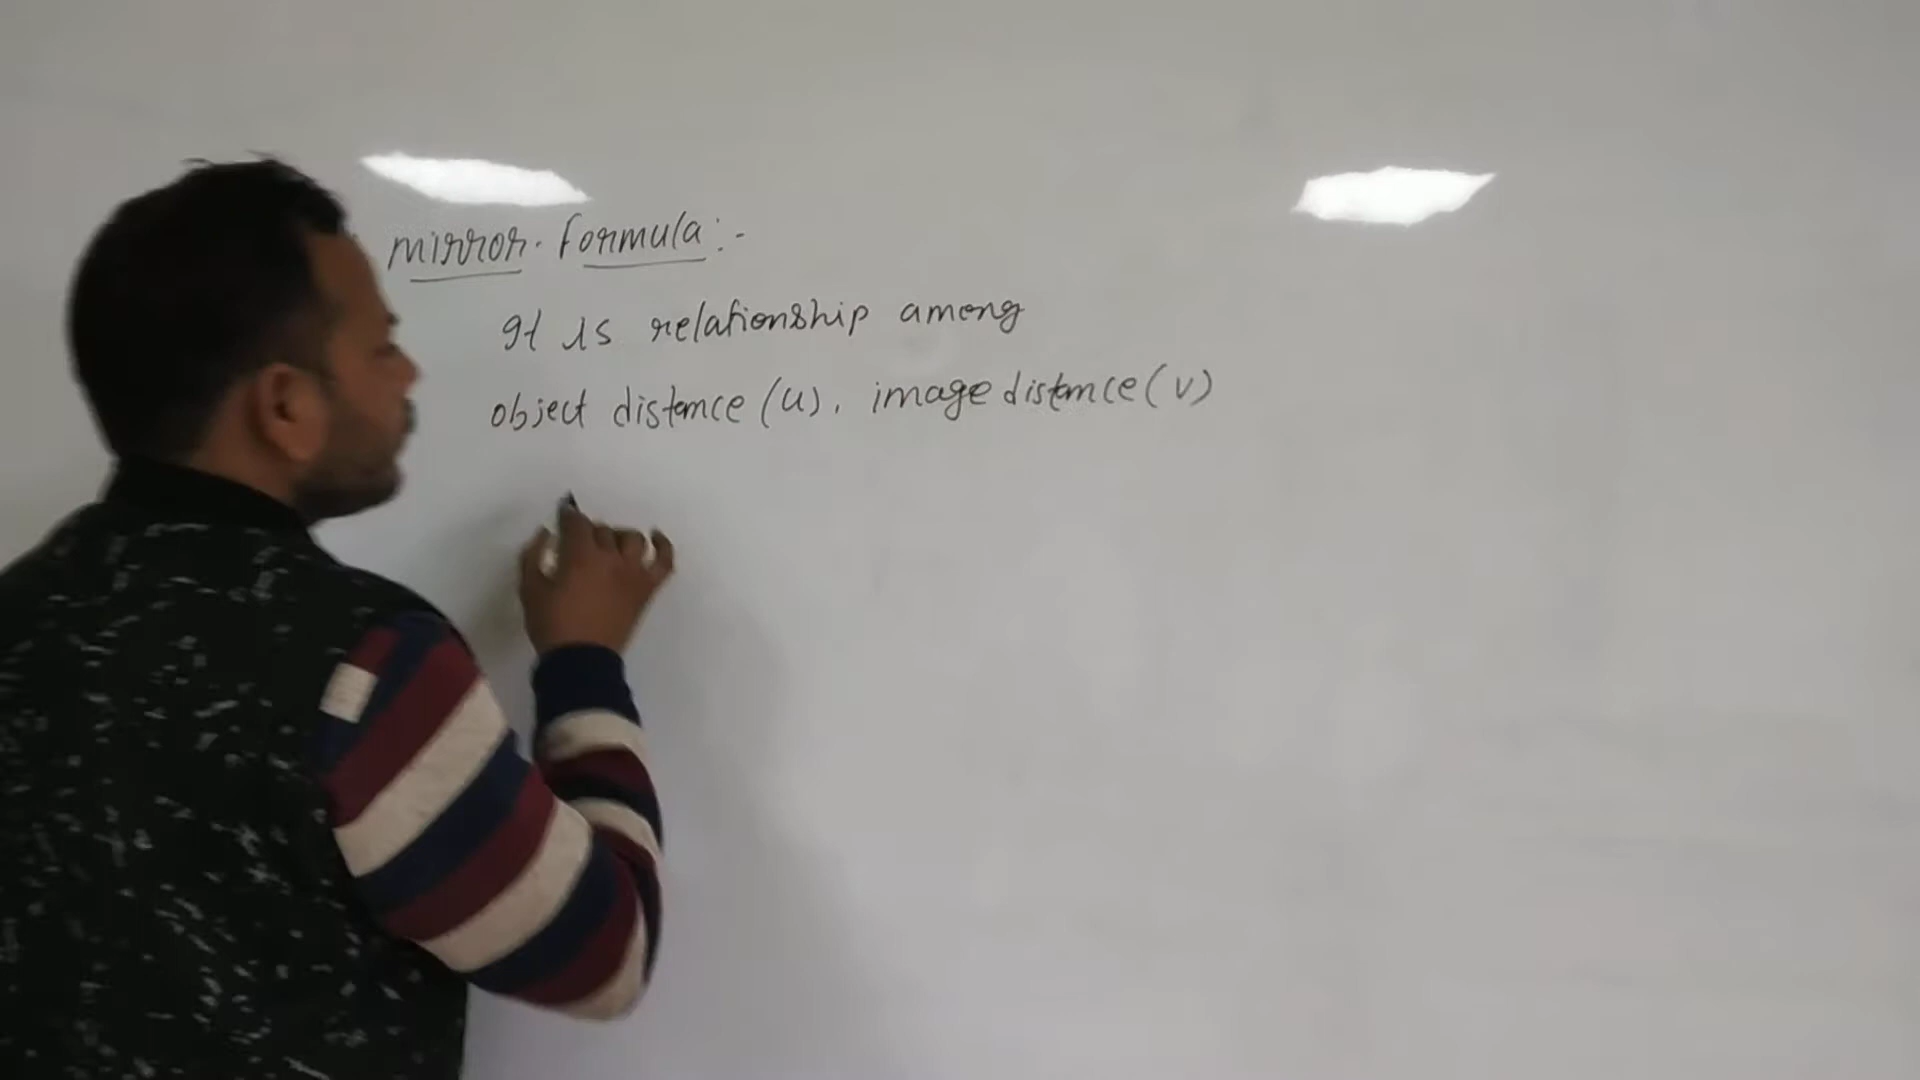 Mirror. Formula:-
It is relationship among
object distance (u), image distance (v)